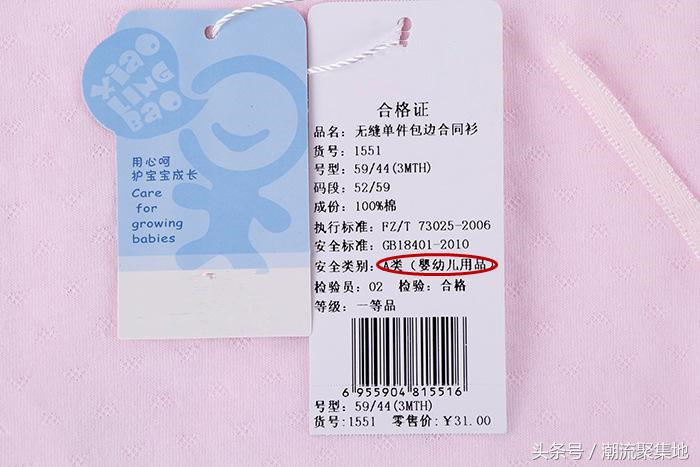 XIAO
LING
BAO
用心呵
护宝宝成长
Care
for
growing
babies
合格证
品名：无缝单件包边合同衫
货号：1551
号型：59/44(3MTH)
码段：52/59
成份：100%棉
执行标准：FZ/T 73025-2006
安全标准：GB18401-2010
安全类别：A类（婴幼儿用品）
检验员：02 检验：合格
等级：一等品
6 955904 815516
号型：59/44(3MTH)
货号：1551 零售价：￥31.00
头条号 / 潮流聚集地